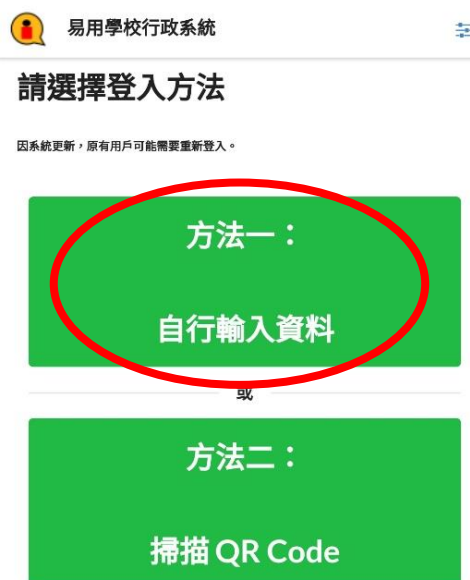 易用學校行政系統
請選擇登入方法
因系統更新，原有用戶可能需要重新登入。
方法一：
自行輸入資料
或
方法二：
掃描 QR Code